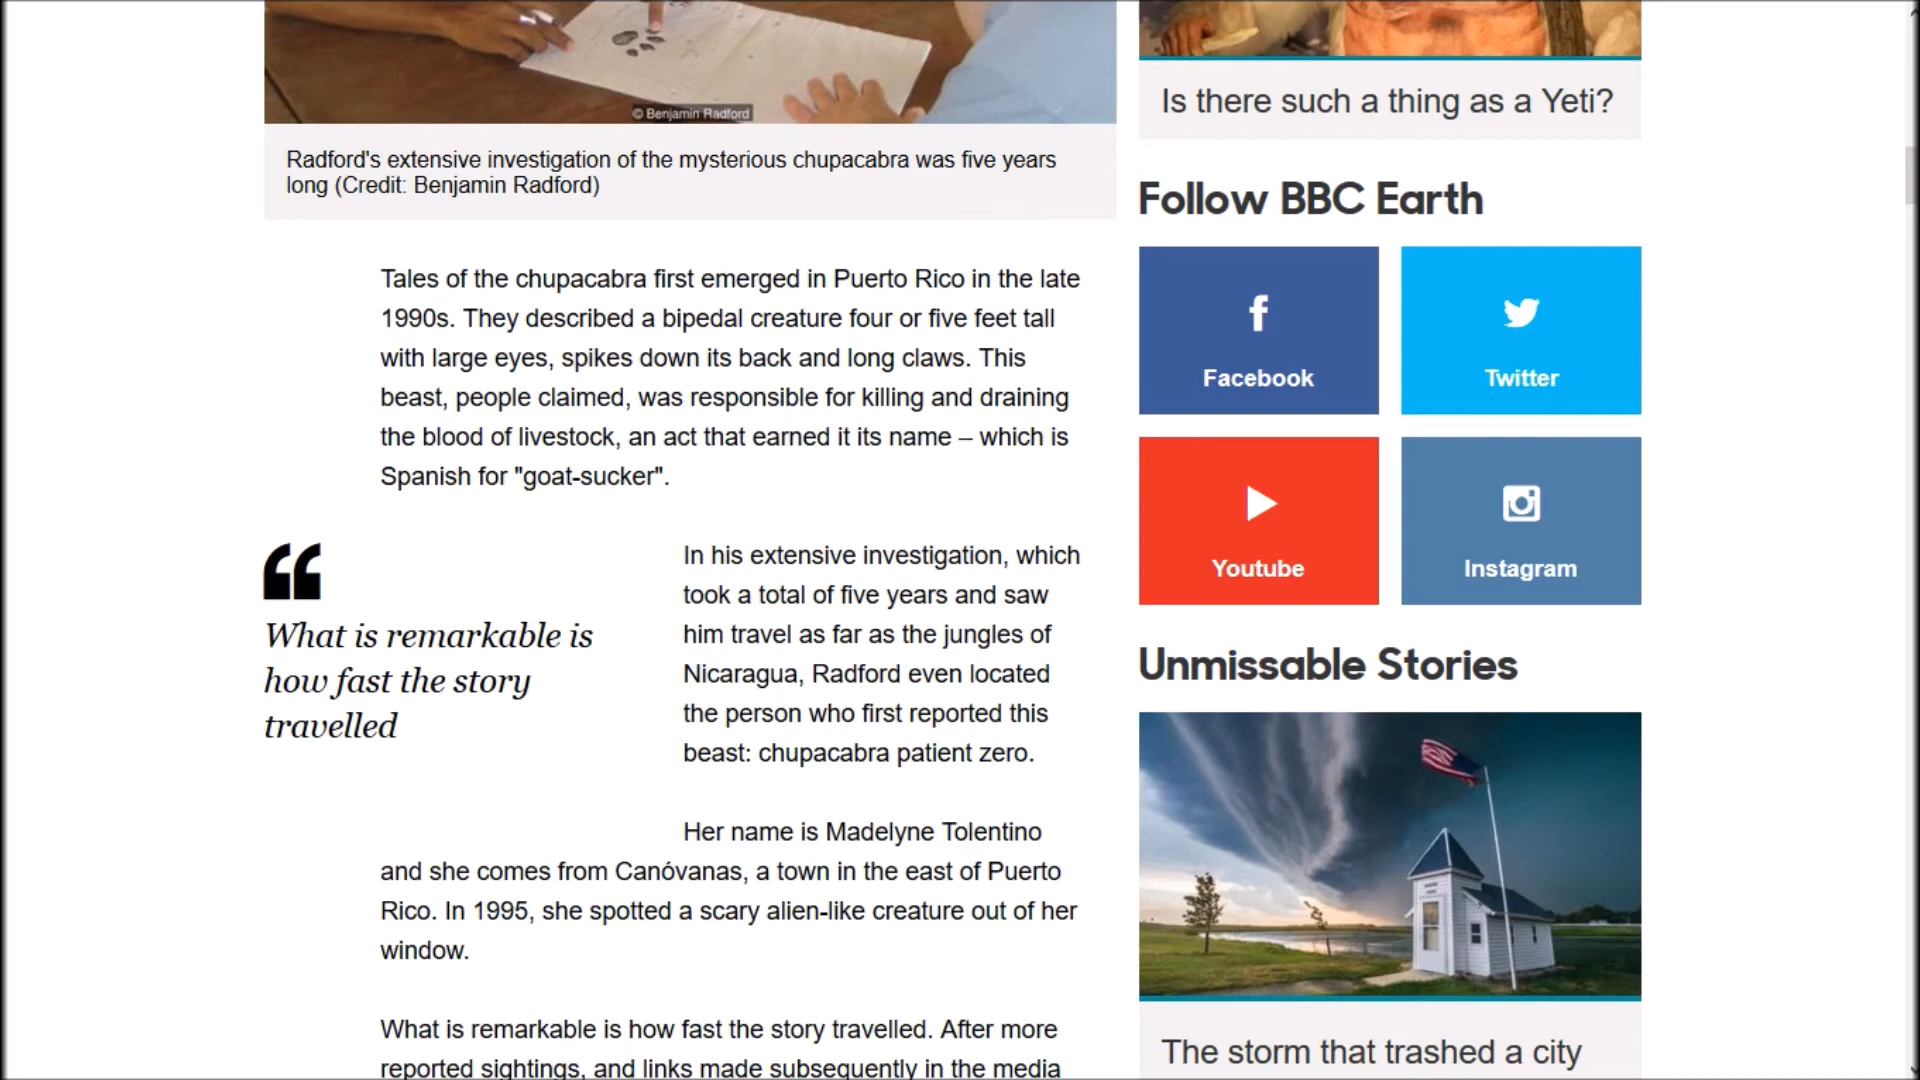 © Benjamin Radford
Radford's extensive investigation of the mysterious chupacabra was five years
long (Credit: Benjamin Radford)
Tales of the chupacabra first emerged in Puerto Rico in the late
1990s. They described a bipedal creature four or five feet tall
with large eyes, spikes down its back and long claws. This
beast, people claimed, was responsible for killing and draining
the blood of livestock, an act that earned it its name – which is
Spanish for "goat-sucker".
“
What is remarkable is
how fast the story
travelled
In his extensive investigation, which
took a total of five years and saw
him travel as far as the jungles of
Nicaragua, Radford even located
the person who first reported this
beast: chupacabra patient zero.
Her name is Madelyne Tolentino
and she comes from Canóvanas, a town in the east of Puerto
Rico. In 1995, she spotted a scary alien-like creature out of her
window.
What is remarkable is how fast the story travelled. After more
reported sightings, and links made subsequently in the media
Is there such a thing as a Yeti?
Follow BBC Earth
Facebook
Twitter
Youtube
Instagram
Unmissable Stories
The storm that trashed a city